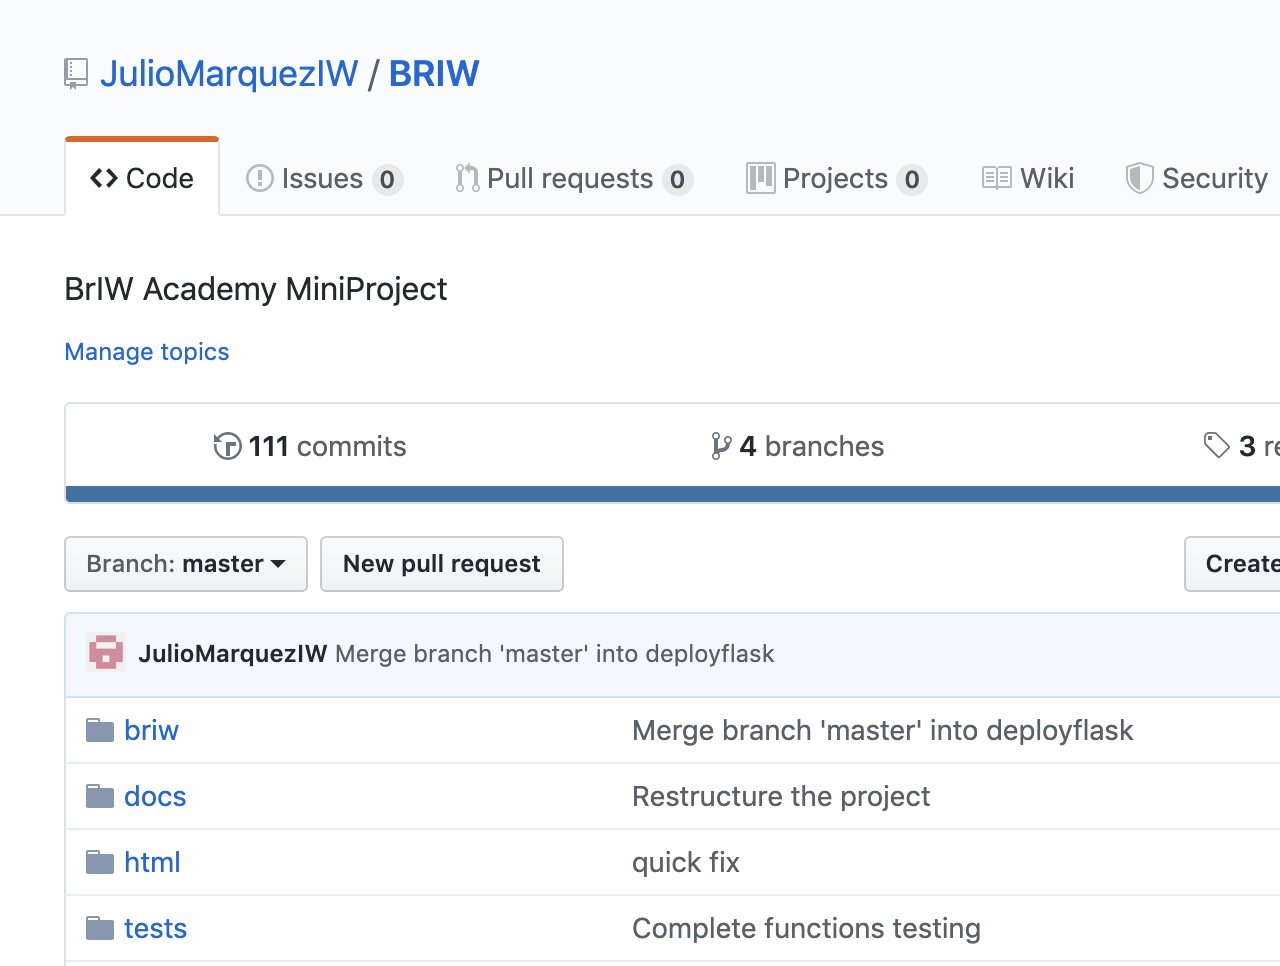 JulioMarquezIW / BRIW
Code Issues 0 Pull requests 0 Projects 0 Wiki Security
BrIW Academy MiniProject
Manage topics
111 commits 4 branches 3 re
Branch: master New pull request Create
JulioMarquezIW Merge branch 'master' into deployflask
briw Merge branch 'master' into deployflask
docs Restructure the project
html quick fix
tests Complete functions testing